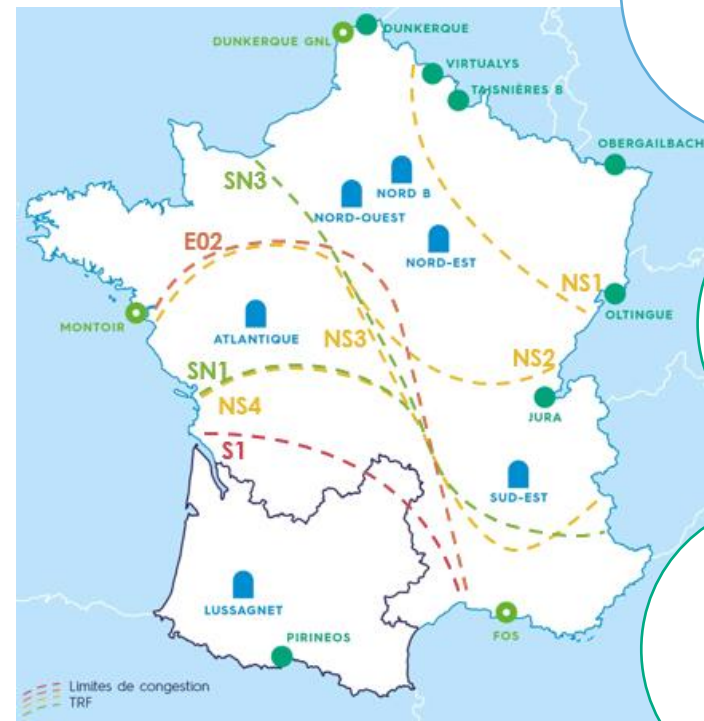 DUNKERQUE
DUNKERQUE GNL
VIRTUALYS
TAISNIÈRES B
OBERGAILBACH
SN3
NORD B
NORD-OUEST
E02
NORD-EST
NS1
OLTINGUE
MONTOIR
ATLANTIQUE
NS3
NS2
SN1
JURA
NS4
S1
SUD-EST
LUSSAGNET
FOS
PIRINEOS
Limites de congestion
TRF